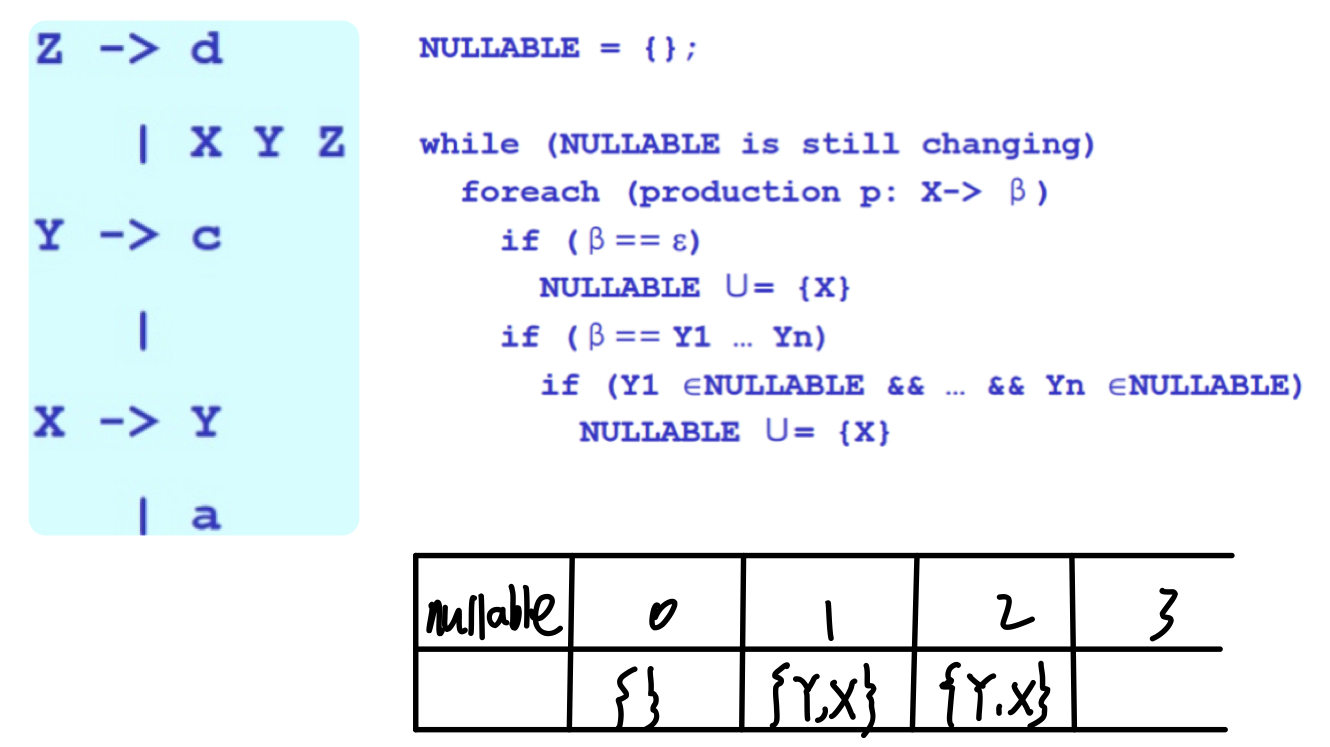 Z -> d
| X Y Z
Y -> c
|
X -> Y
| a
NULLABLE = {};
while (NULLABLE is still changing)
foreach (production p: X-> β)
if (β== ε)
NULLABLE ∪= {X}
if (β== Y1 … Yn)
if (Y1 ∈NULLABLE && … && Yn ∈NULLABLE)
NULLABLE ∪= {X}
nullable 0 1 2 3
{} {Y,X} {Y.X}